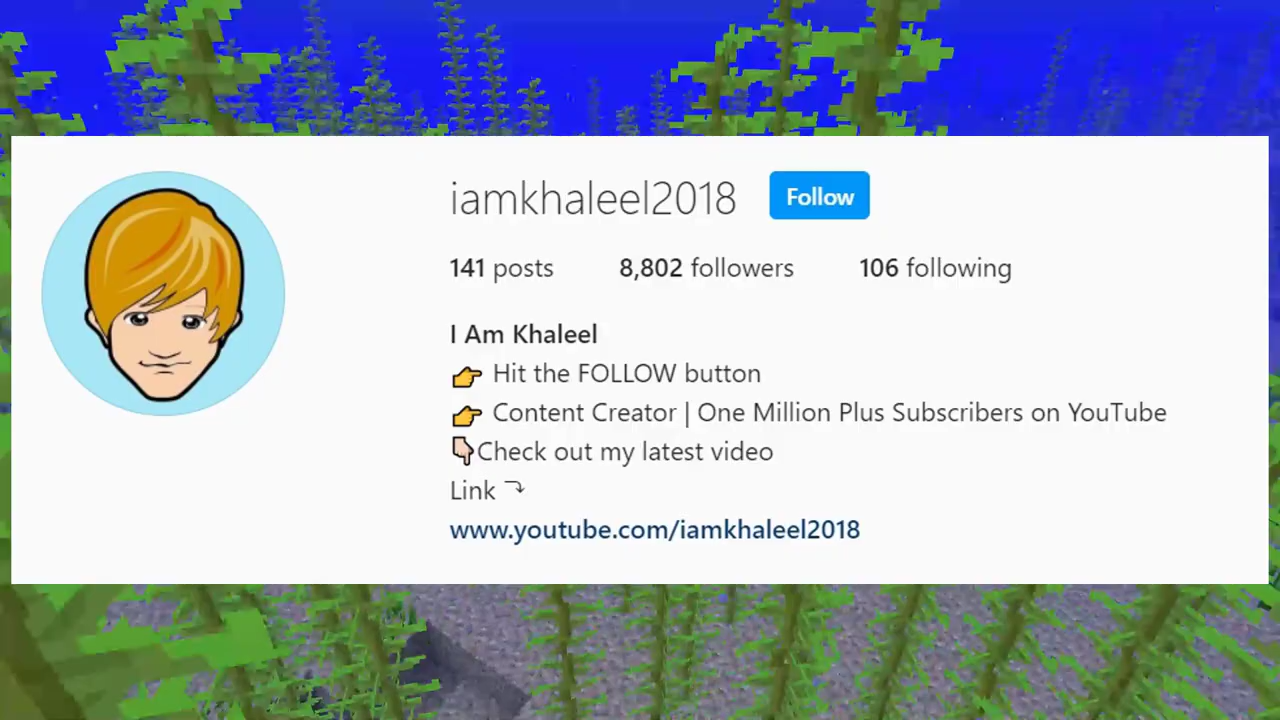 iamkhaleel2018 Follow
141 posts 8,802 followers 106 following
I Am Khaleel
👉 Hit the FOLLOW button
👉 Content Creator | One Million Plus Subscribers on YouTube
👇🏻Check out my latest video
Link ⤵
www.youtube.com/iamkhaleel2018